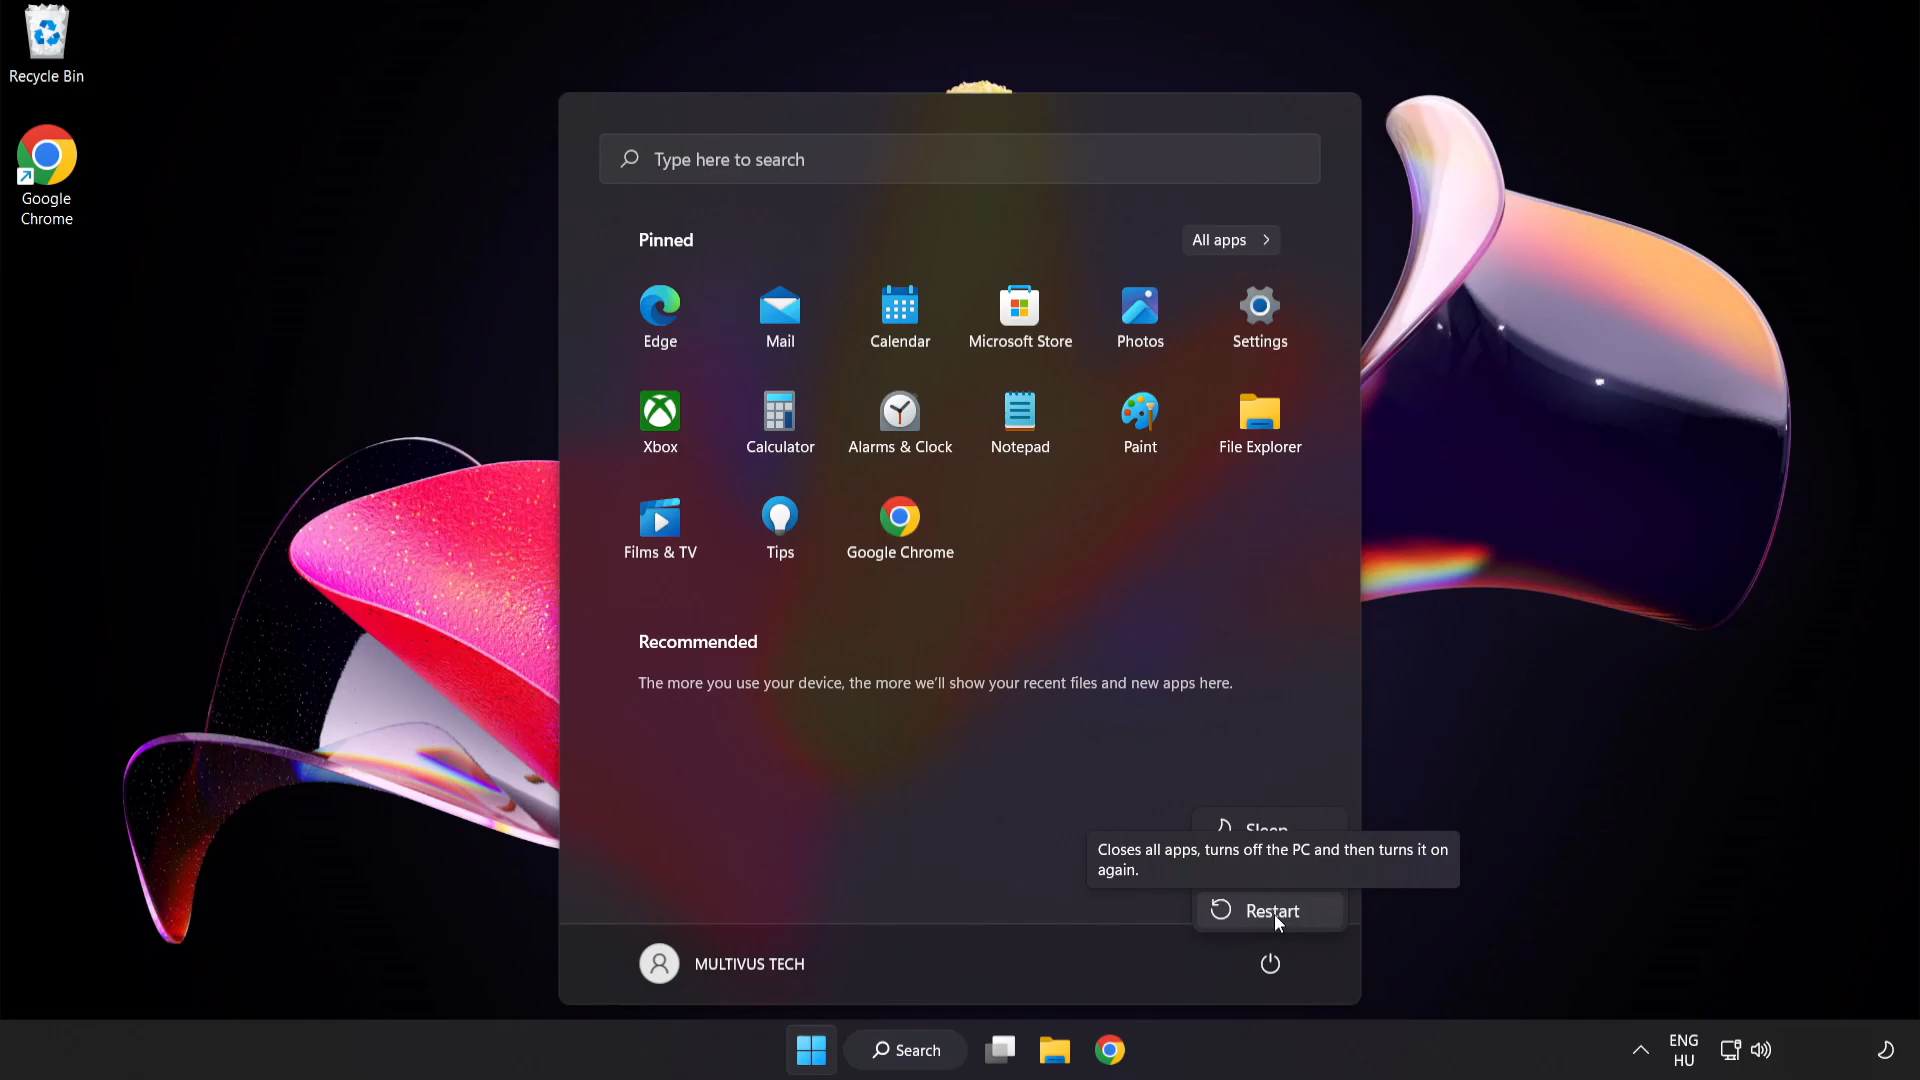 Recycle Bin
Google
Chrome
Type here to search
Pinned
All apps
Edge
Mail
Calendar
Microsoft Store
Photos
Settings
Xbox
Calculator
Alarms & Clock
Notepad
Paint
File Explorer
Films & TV
Tips
Google Chrome
Recommended
The more you use your device, the more we'll show your recent files and new apps here.
Sleep
Closes all apps, turns off the PC and then turns it on
again.
Restart
MULTIVUS TECH
Search
ENG
HU